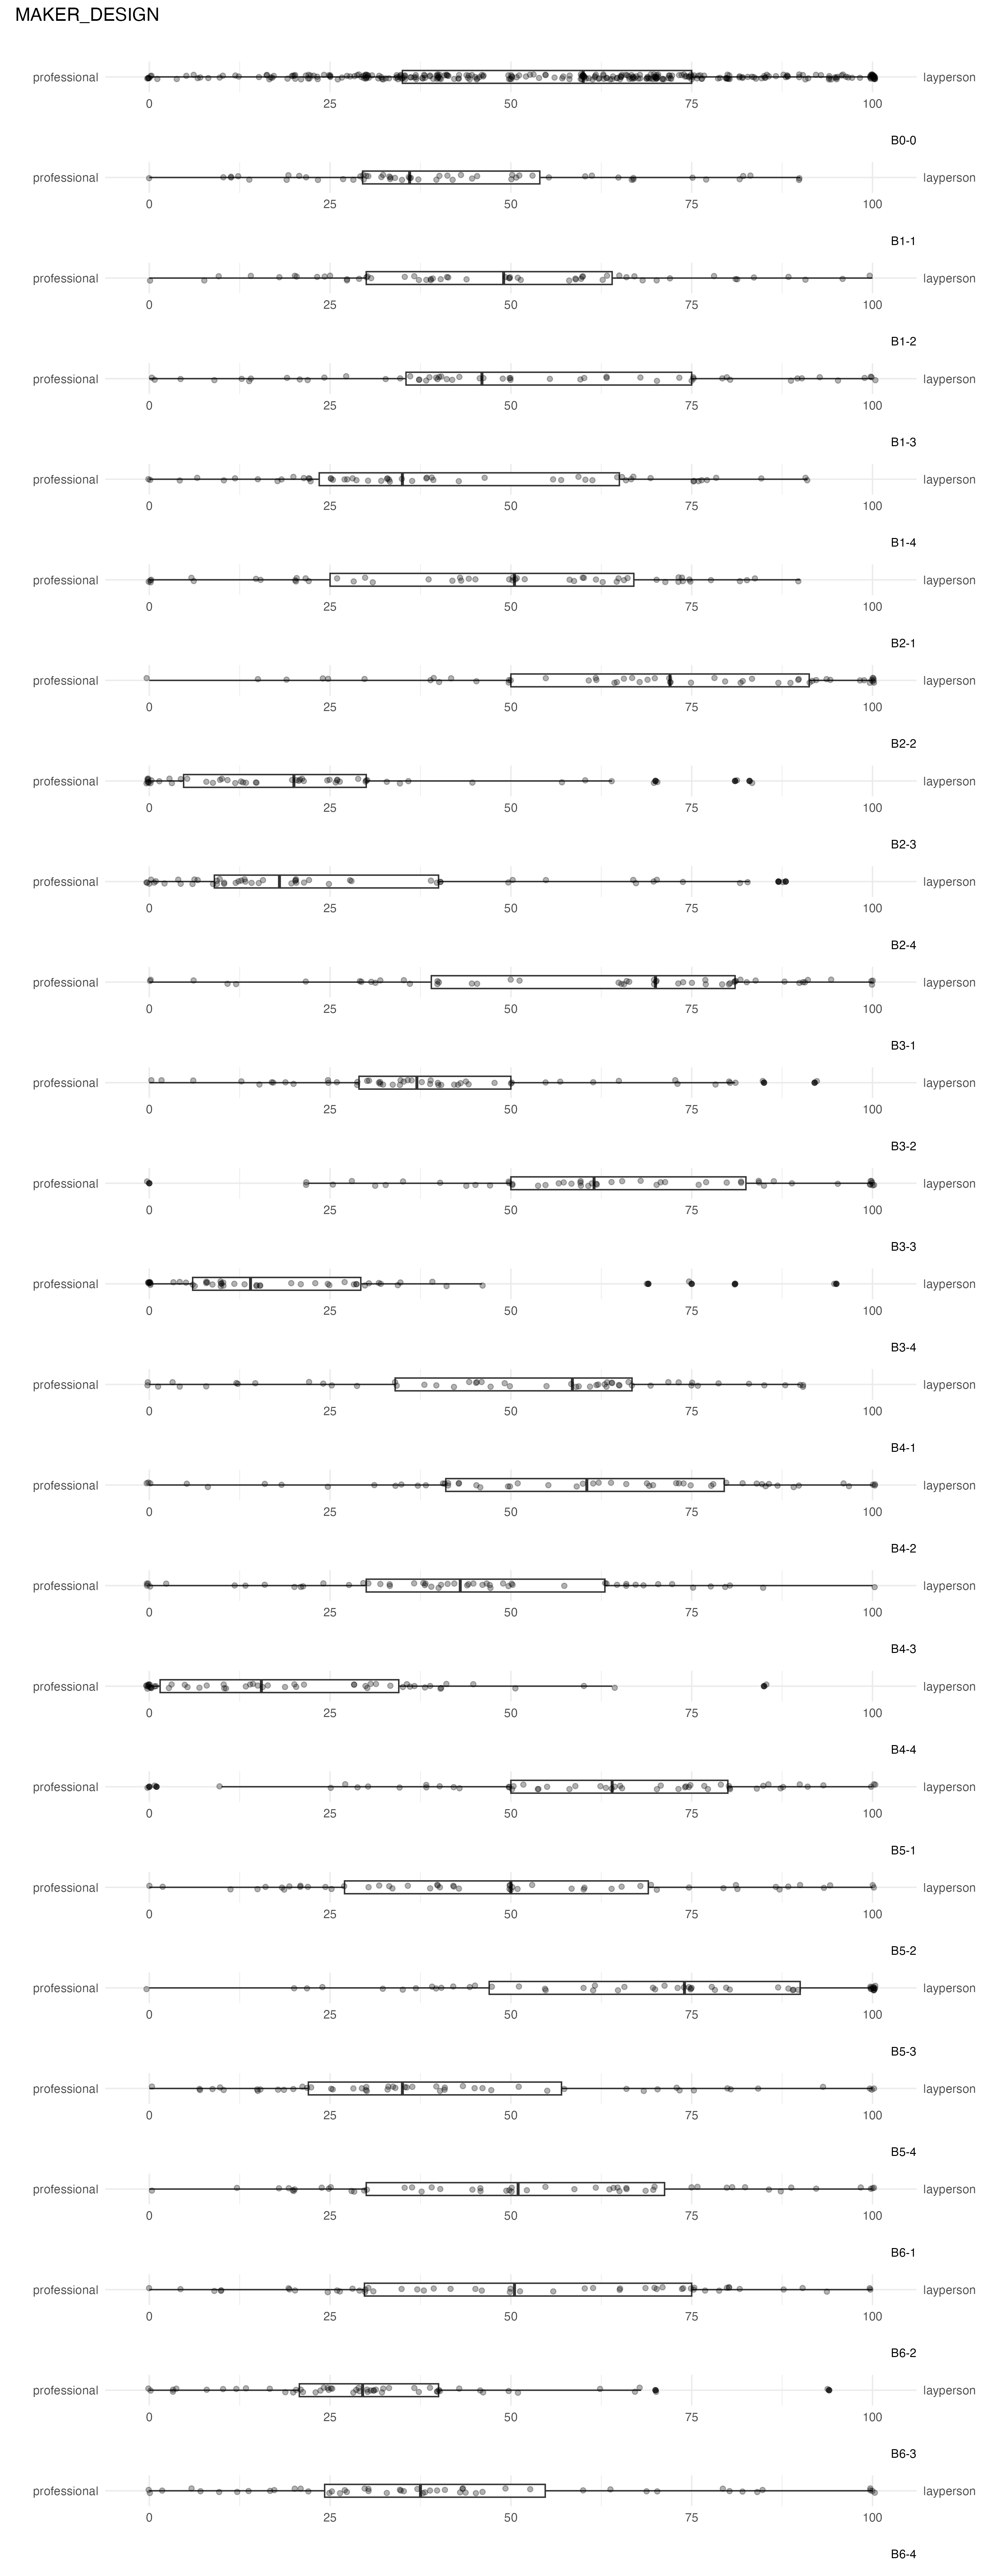 MAKER_DESIGN
professional layperson
0 25 50 75 100
B0-0
professional layperson
0 25 50 75 100
B1-1
professional layperson
0 25 50 75 100
B1-2
professional layperson
0 25 50 75 100
B1-3
professional layperson
0 25 50 75 100
B1-4
professional layperson
0 25 50 75 100
B2-1
professional layperson
0 25 50 75 100
B2-2
professional layperson
0 25 50 75 100
B2-3
professional layperson
0 25 50 75 100
B2-4
professional layperson
0 25 50 75 100
B3-1
professional layperson
0 25 50 75 100
B3-2
professional layperson
0 25 50 75 100
B3-3
professional layperson
0 25 50 75 100
B3-4
professional layperson
0 25 50 75 100
B4-1
professional layperson
0 25 50 75 100
B4-2
professional layperson
0 25 50 75 100
B4-3
professional layperson
0 25 50 75 100
B4-4
professional layperson
0 25 50 75 100
B5-1
professional layperson
0 25 50 75 100
B5-2
professional layperson
0 25 50 75 100
B5-3
professional layperson
0 25 50 75 100
B5-4
professional layperson
0 25 50 75 100
B6-1
professional layperson
0 25 50 75 100
B6-2
professional layperson
0 25 50 75 100
B6-3
professional layperson
0 25 50 75 100
B6-4